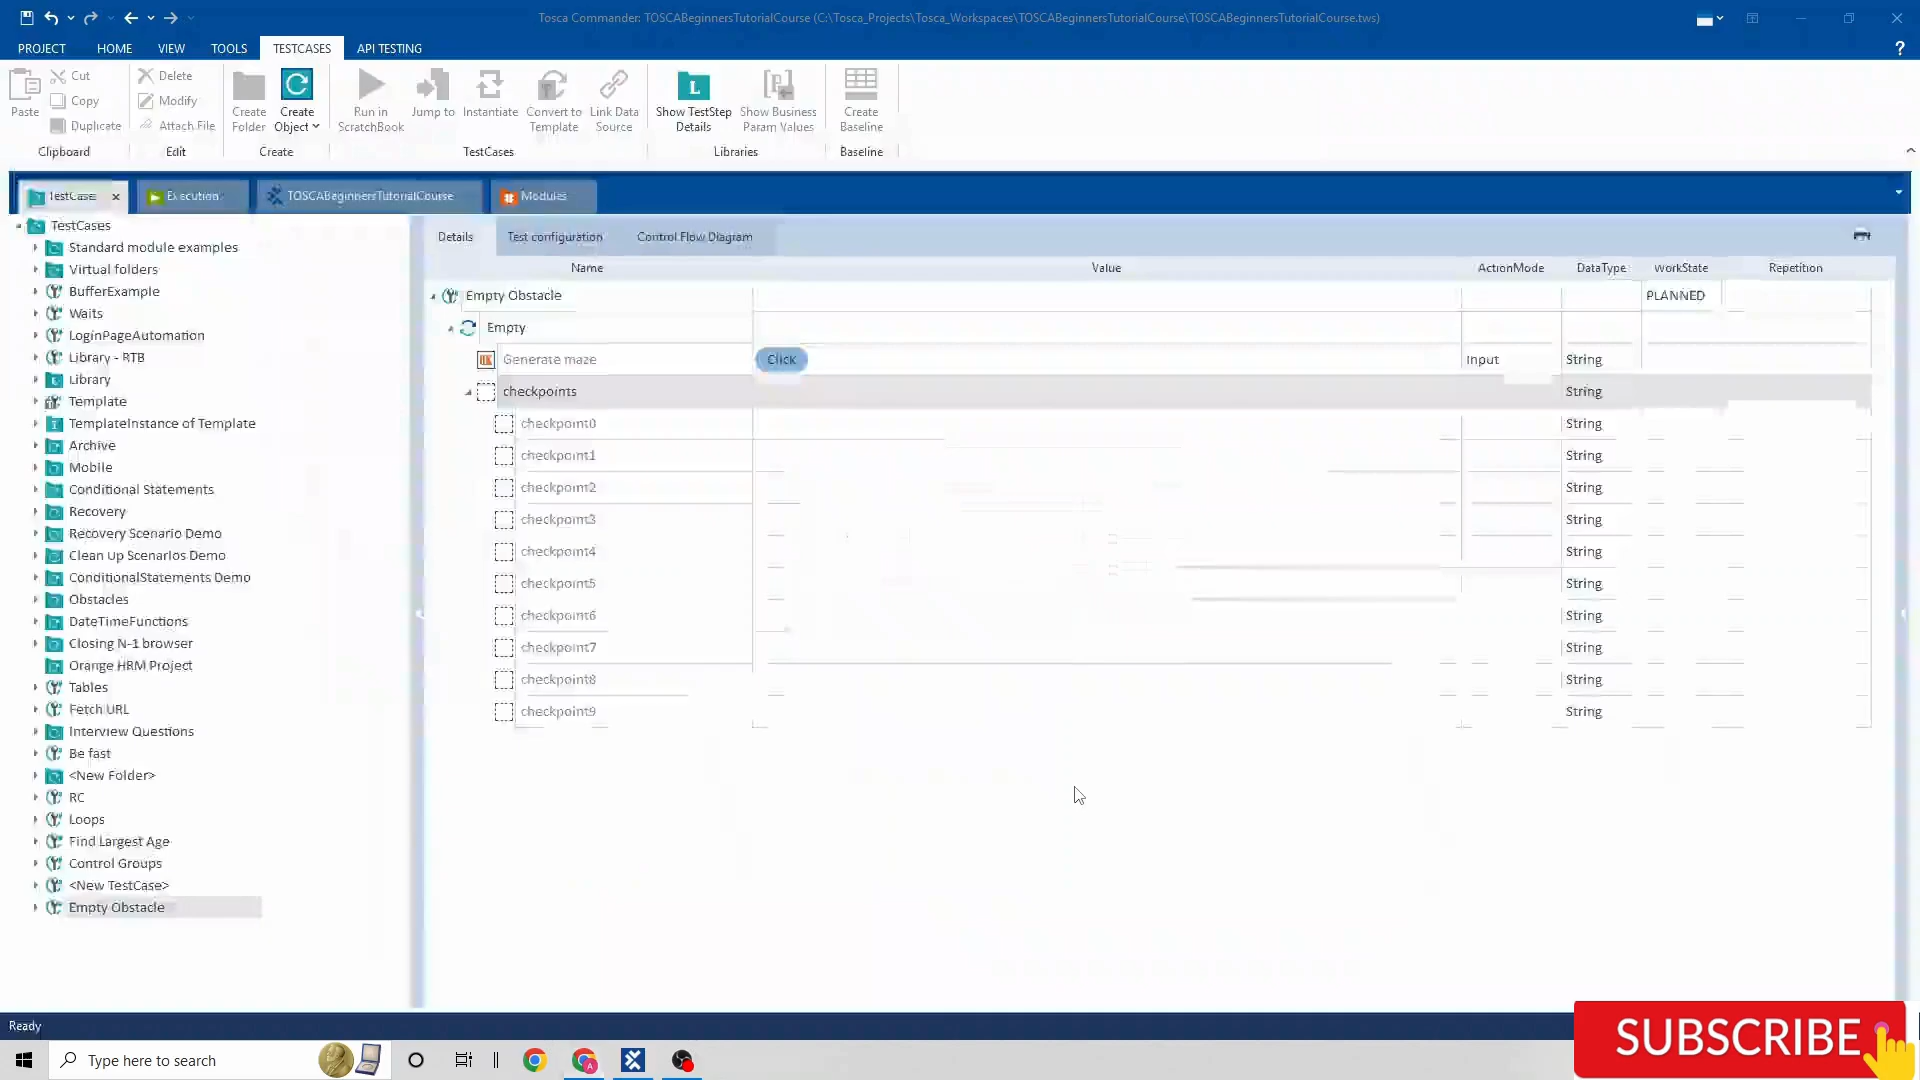 Tosca Commander: TOSCABeginnersTutorialCourse (C:\Tosca_Projects\Tosca_Workspaces\TOSCABeginnersTutorialCourse\TOSCABeginnersTutorialCourse.tws)
PROJECT HOME VIEW TOOLS TESTCASES API TESTING ?
Paste Cut Copy Duplicate Delete Modify Attach File Create Folder Create Object Run in ScratchBook Jump to Instantiate Convert to Template Link Data Source Show TestStep Details Show Business Param Values Create Baseline
Clipboard Edit Create TestCases Libraries Baseline
TestCases x Execution TOSCABeginnersTutorialCourse Modules
TestCases
Standard module examples
Virtual folders
BufferExample
Waits
LoginPageAutomation
Library - RTB
Library
Template
TemplateInstance of Template
Archive
Mobile
Conditional Statements
Recovery
Recovery Scenario Demo
Clean Up Scenarios Demo
ConditionalStatements Demo
Obstacles
DateTimeFunctions
Closing N-1 browser
Orange HRM Project
Tables
Fetch URL
Interview Questions
Be fast
<New Folder>
RC
Loops
Find Largest Age
Control Groups
<New TestCase>
Empty Obstacle
Details Test configuration Control Flow Diagram
Name Value ActionMode DataType WorkState Repetition
Empty Obstacle PLANNED
Empty
Generate maze Click Input String
checkpoints String
checkpoint0 String
checkpoint1 String
checkpoint2 String
checkpoint3 String
checkpoint4 String
checkpoint5 String
checkpoint6 String
checkpoint7 String
checkpoint8 String
checkpoint9 String
Ready
SUBSCRIBE
Type here to search